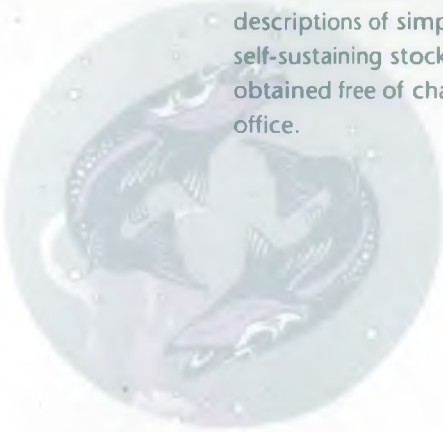 descriptions of simp
self-sustaining stock
obtained free of cha
office.